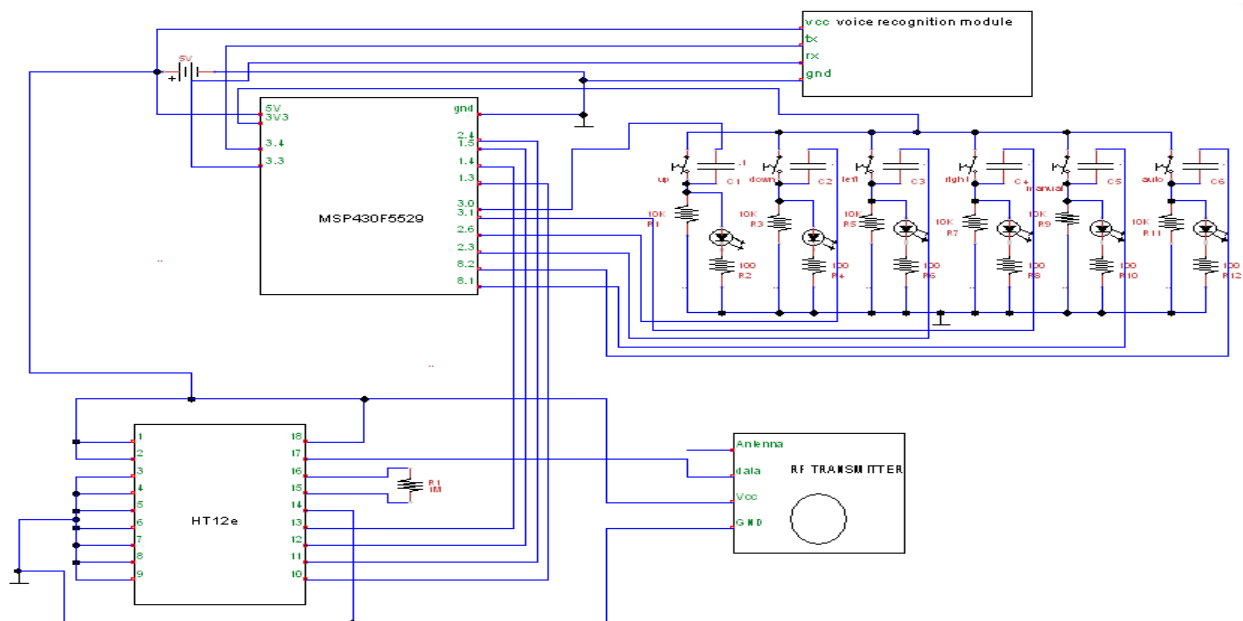 vcc voice recognition module
tx
rx
gnd
5V
+
5V
3V3
3.4
3.3
gnd
2.4
1.5
1.4
1.3
3.0
3.1
2.6
2.3
8.2
8.1
MSP430F5529
up
.1
C1
down
C2
left
C3
right
C4
manual
C5
auto
C6
10K
R1
100
R2
10K
R3
100
R4
10K
R5
100
R6
10K
R7
100
R8
10K
R9
100
R10
10K
R11
100
R12
1
2
3
4
5
6
7
8
9
18
17
16
15
14
13
12
11
10
HT12e
R1
1M
Antenna
data
Vcc
GND
RF TRANSMITTER